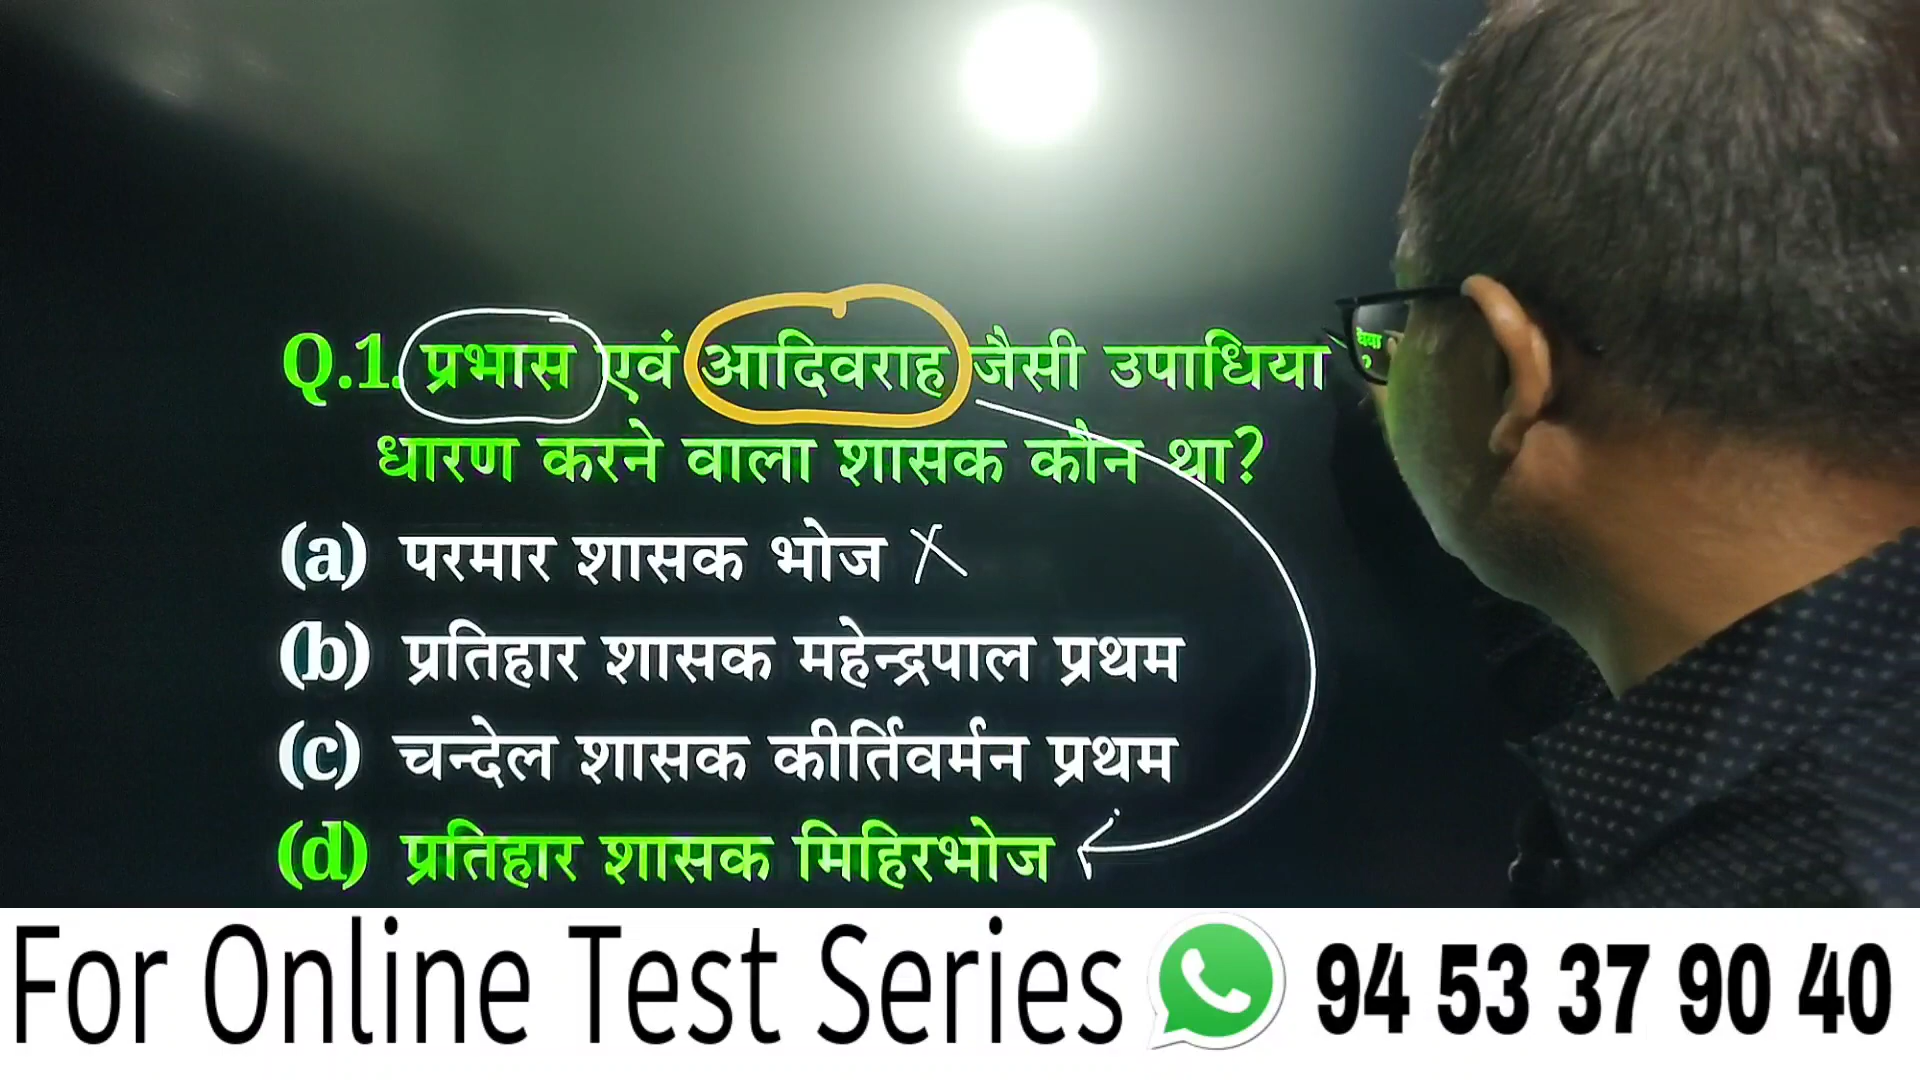 Q.1. प्रभास एवं आदिवराह जैसी उपाधिया
धारण करने वाला शासक कौन था?
(a) परमार शासक भोज X
(b) प्रतिहार शासक महेन्द्रपाल प्रथम
(c) चन्देल शासक कीर्तिवर्मन प्रथम
(d) प्रतिहार शासक मिहिरभोज
For Online Test Series 94 53 37 90 40